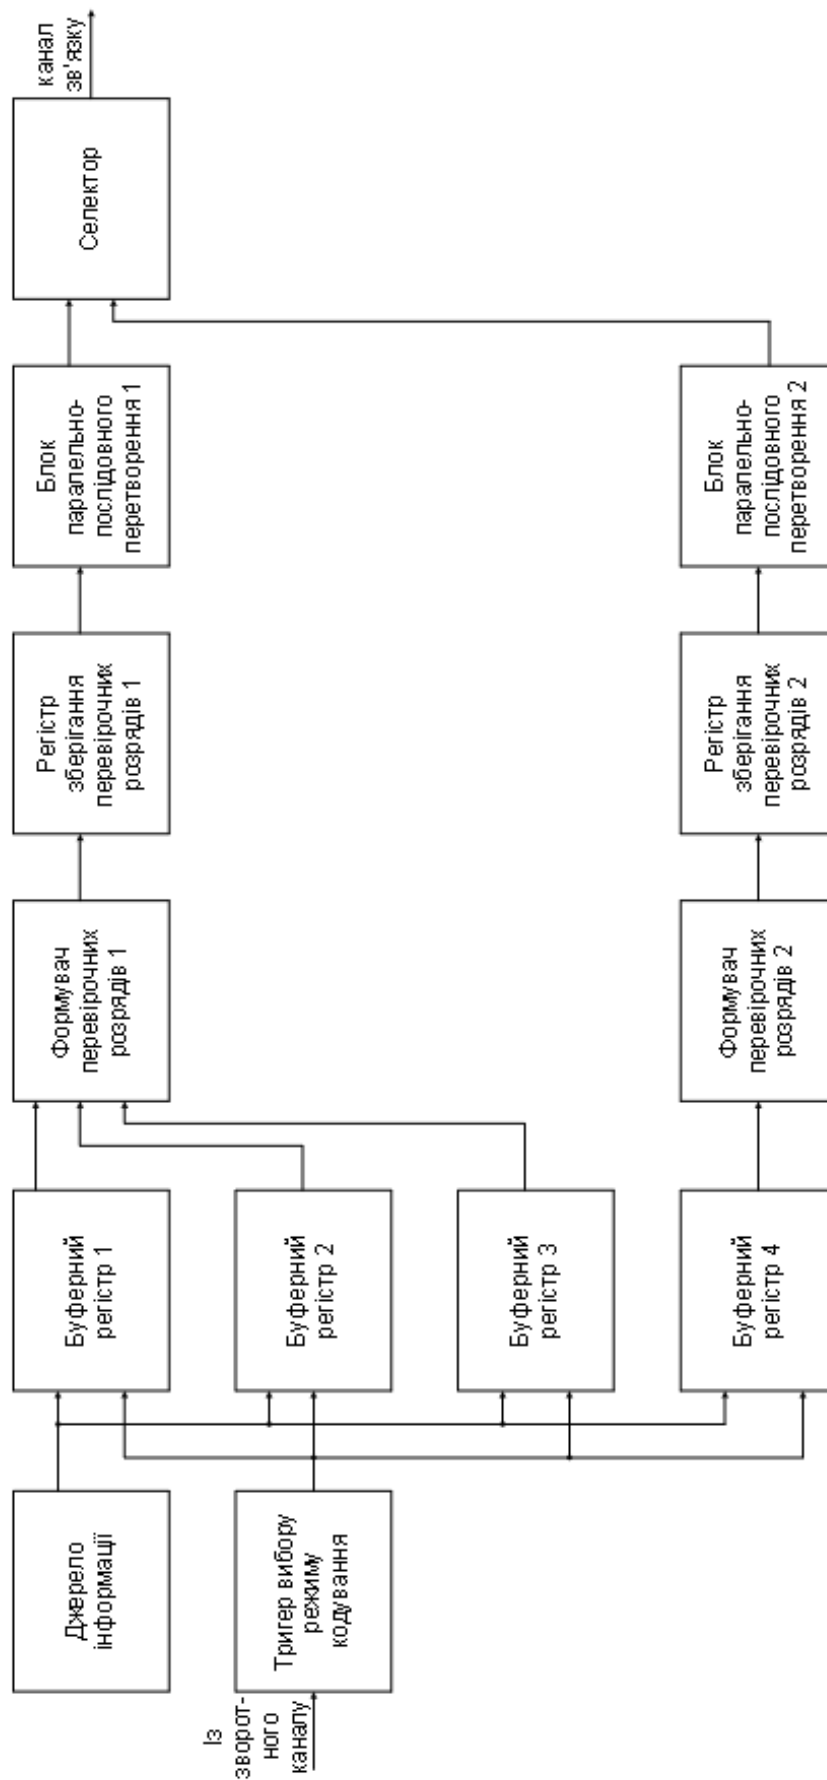 Джерело
інформації
Із
зворот-
ного
каналу
Тригер вибору
режиму
кодування
Буферний
регістр 1
Буферний
регістр 2
Буферний
регістр 3
Буферний
регістр 4
Формувач
перевірочних
розрядів 1
Формувач
перевірочних
розрядів 2
Регістр
зберігання
перевірочних
розрядів 1
Регістр
зберігання
перевірочних
розрядів 2
Блок
паралельно-
послідовного
перетворення 1
Блок
паралельно-
послідовного
перетворення 2
Селектор
канал
зв'язку